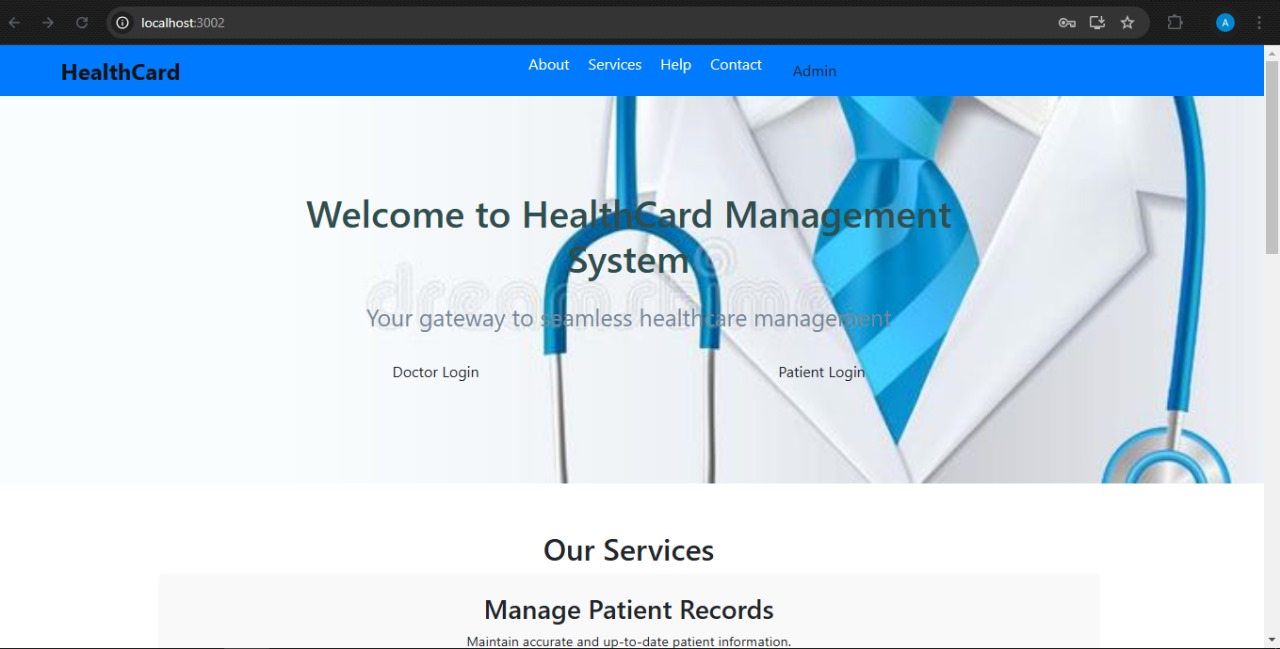 localhost:3002
A
HealthCard
About Services Help Contact Admin
Welcome to HealthCard Management
System
dreamstime
Your gateway to seamless healthcare management
Doctor Login Patient Login
Our Services
Manage Patient Records
Maintain accurate and up-to-date patient information.